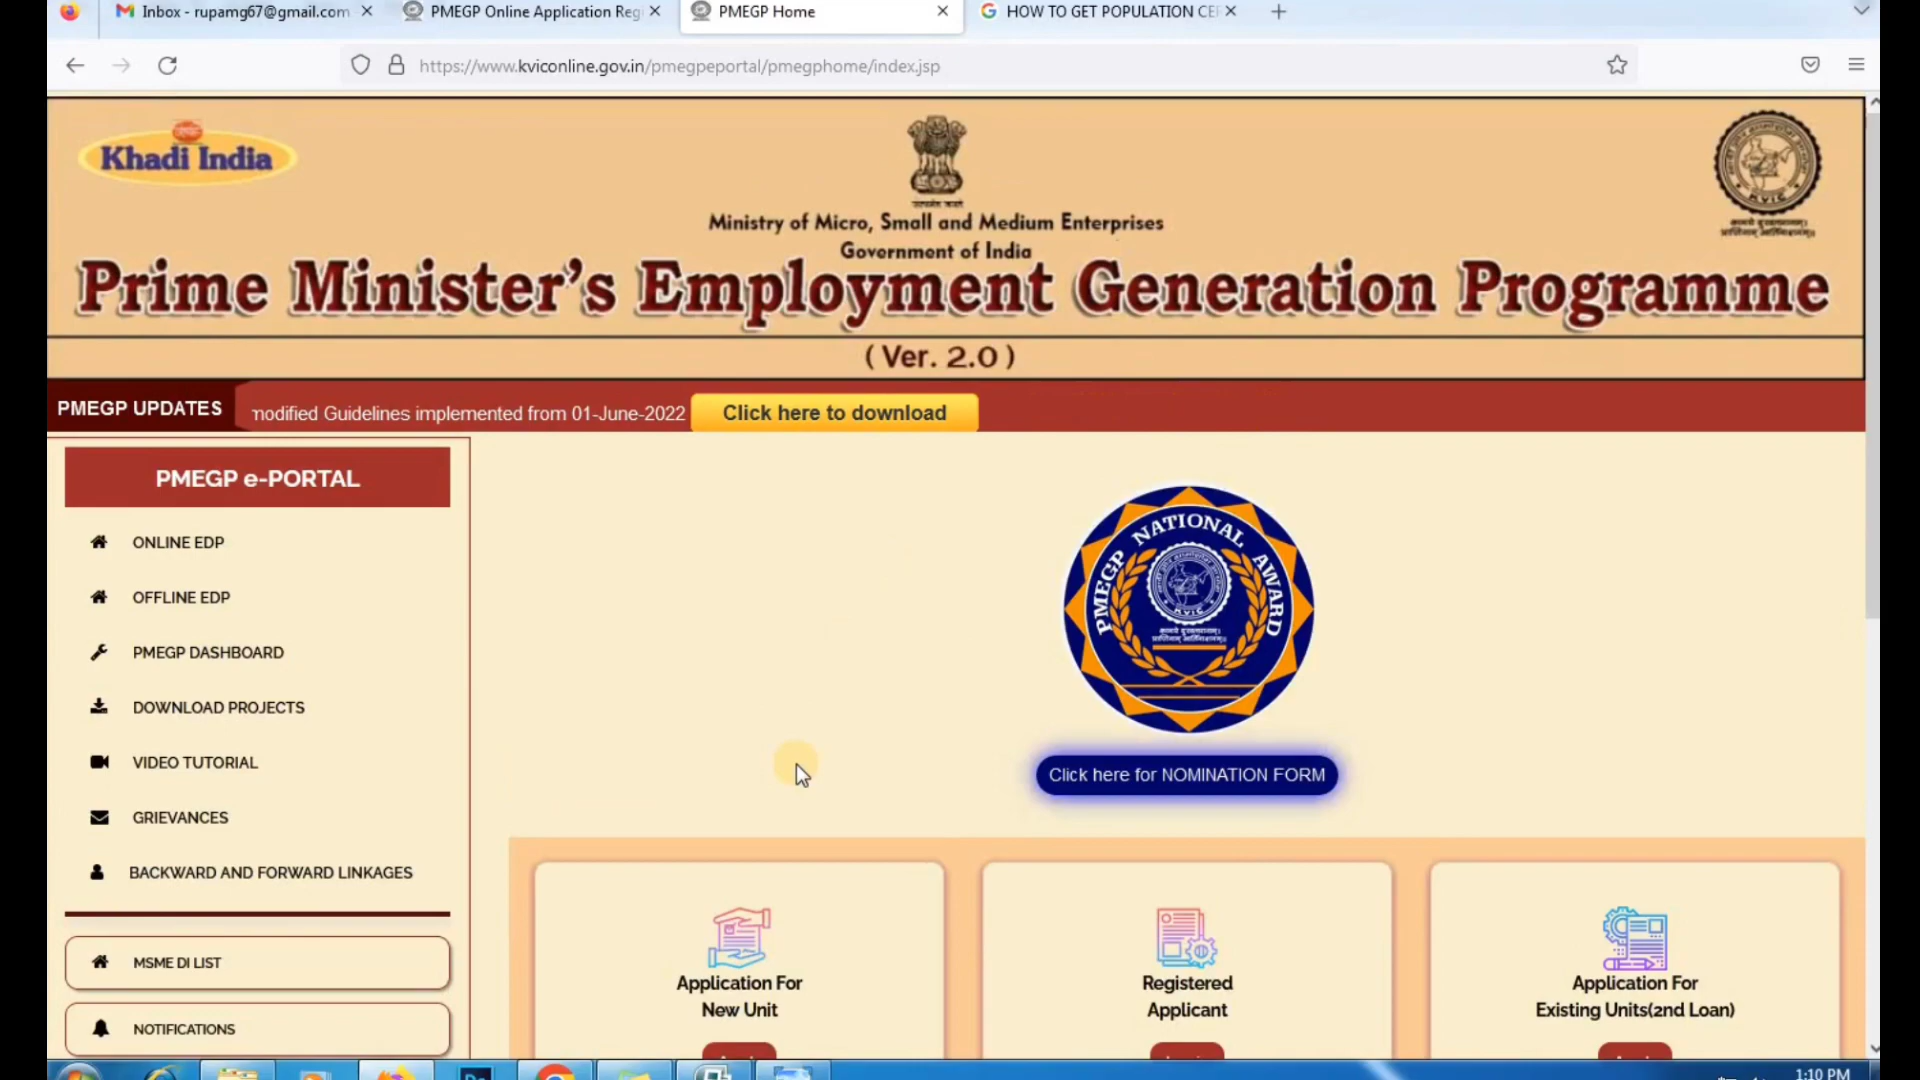 Inbox - rupamg67@gmail.com
PMEGP Online Application Reg
PMEGP Home
HOW TO GET POPULATION CER
https://www.kviconline.gov.in/pmegpeportal/pmegphome/index.jsp
Khadi India
Ministry of Micro, Small and Medium Enterprises
Government of India
Prime Minister's Employment Generation Programme
( Ver. 2.0 )
PMEGP UPDATES
modified Guidelines implemented from 01-June-2022
Click here to download
PMEGP e-PORTAL
ONLINE EDP
OFFLINE EDP
PMEGP DASHBOARD
DOWNLOAD PROJECTS
VIDEO TUTORIAL
GRIEVANCES
BACKWARD AND FORWARD LINKAGES
MSME DI LIST
NOTIFICATIONS
PMEGP NATIONAL AWARD
KVIC
Click here for NOMINATION FORM
Application For
New Unit
Registered
Applicant
Application For
Existing Units(2nd Loan)
1:10 PM